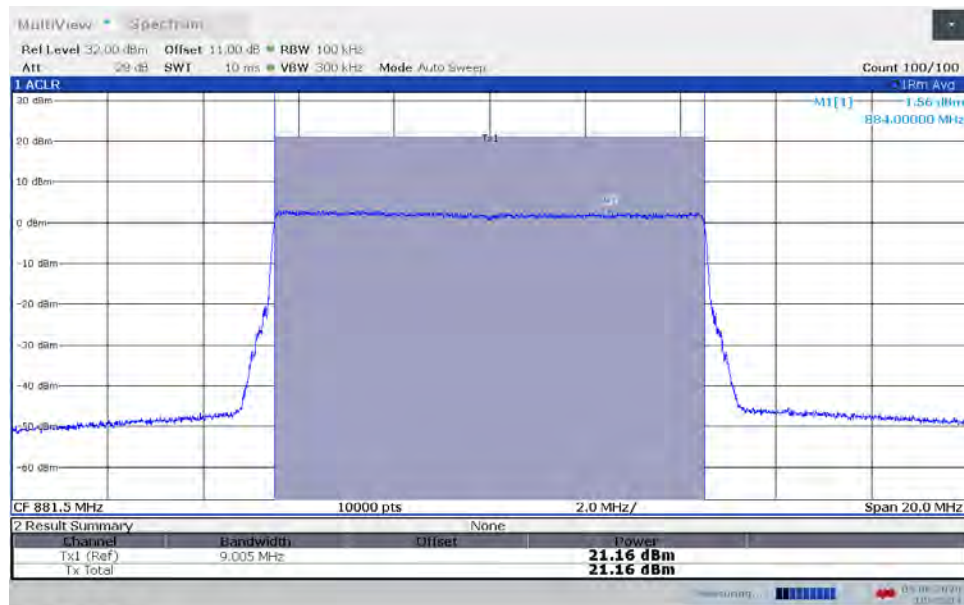 MultiView Spectrum
Ref Level 32.00 dBm Offset 11.00 dB RBW 100 kHz
Att 29 dB SWT 10 ms VBW 300 kHz Mode Auto Sweep Count 100/100
1 ACLR 1Rm Avg
30 dBm M1[1] 1.56 dBm
884.00000 MHz
20 dBm Tx1
10 dBm
M1
0 dBm
-10 dBm
-20 dBm
-30 dBm
-40 dBm
-50 dBm
-60 dBm
CF 881.5 MHz 10000 pts 2.0 MHz/ Span 20.0 MHz
2 Result Summary None
Channel Bandwidth Offset Power
Tx1 (Ref) 9.005 MHz 21.16 dBm
Tx Total 21.16 dBm
Measuring...